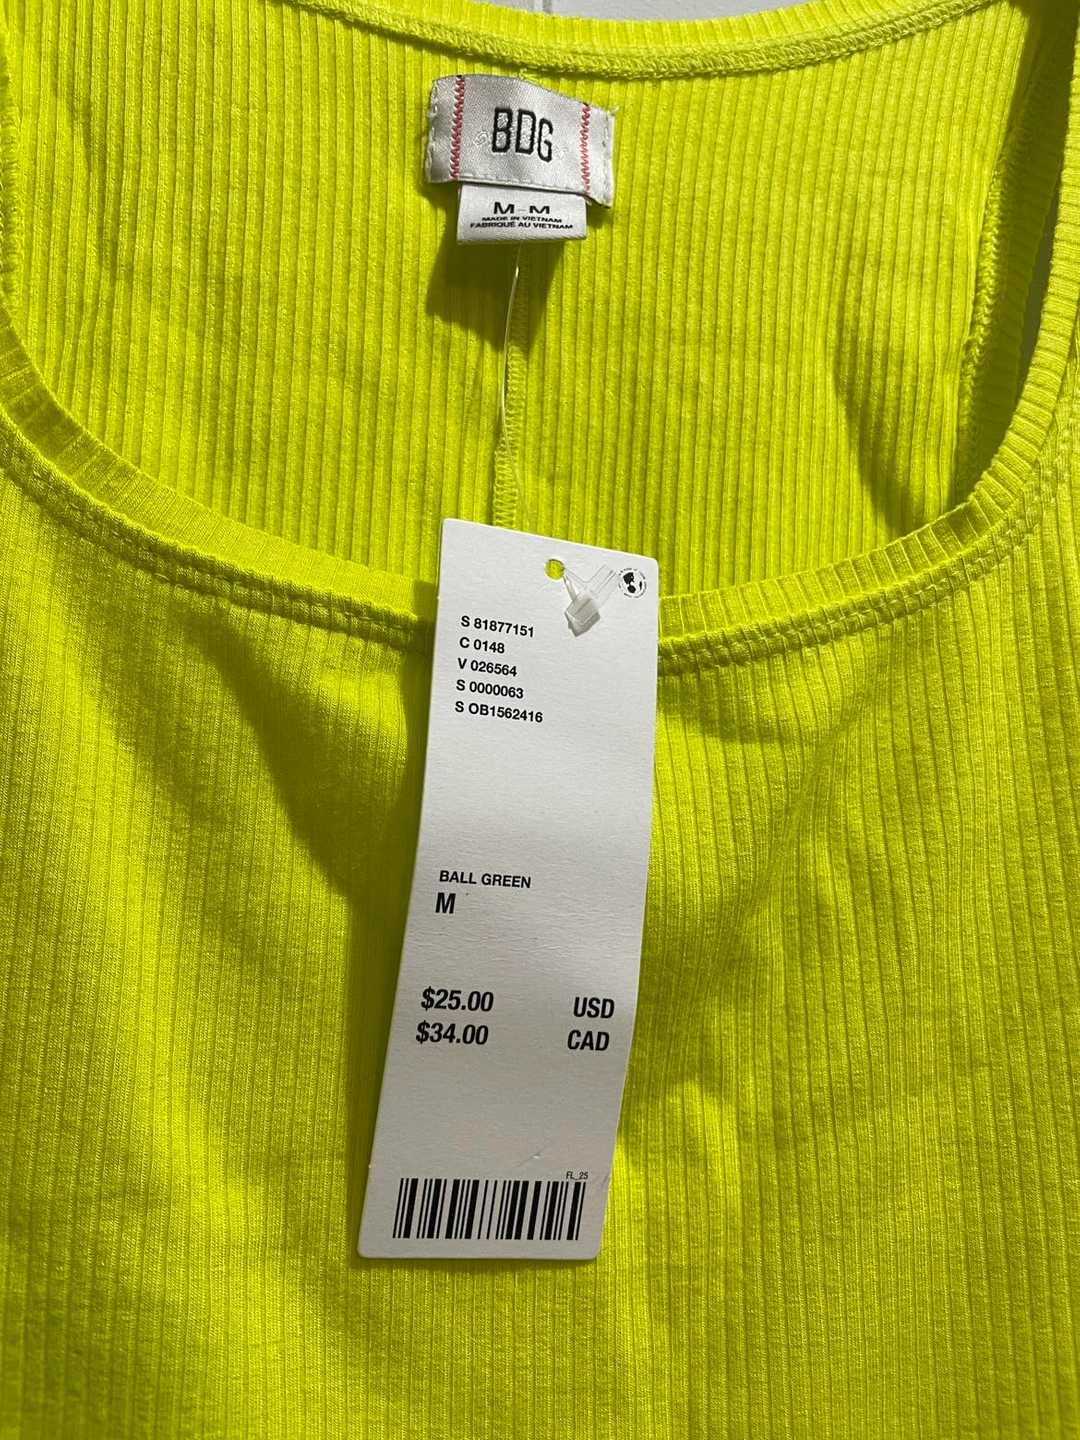 BDG
M - M
MADE IN VIETNAM
FABRIQUÉ AU VIETNAM
S 81877151
C 0148
V 026564
S 0000063
S OB1562416
BALL GREEN
M
$25.00 USD
$34.00 CAD
FL_25